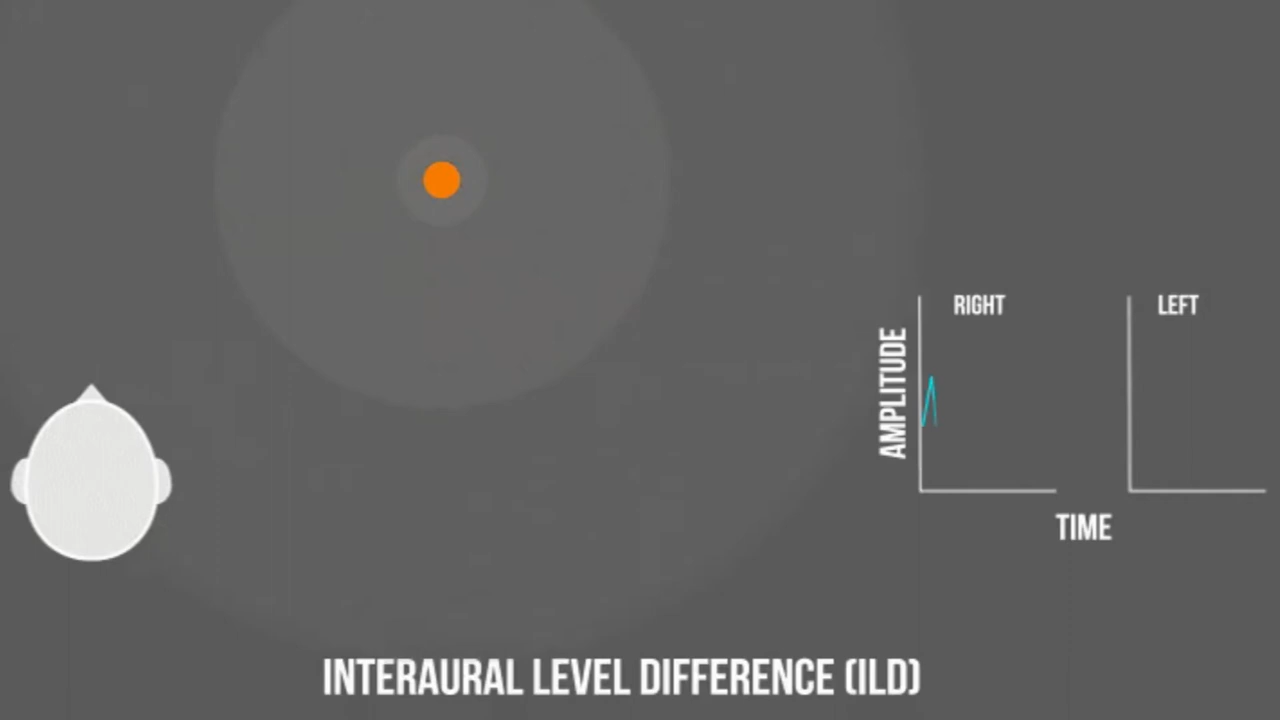 RIGHT
LEFT
AMPLITUDE
TIME
INTERAURAL LEVEL DIFFERENCE (ILD)